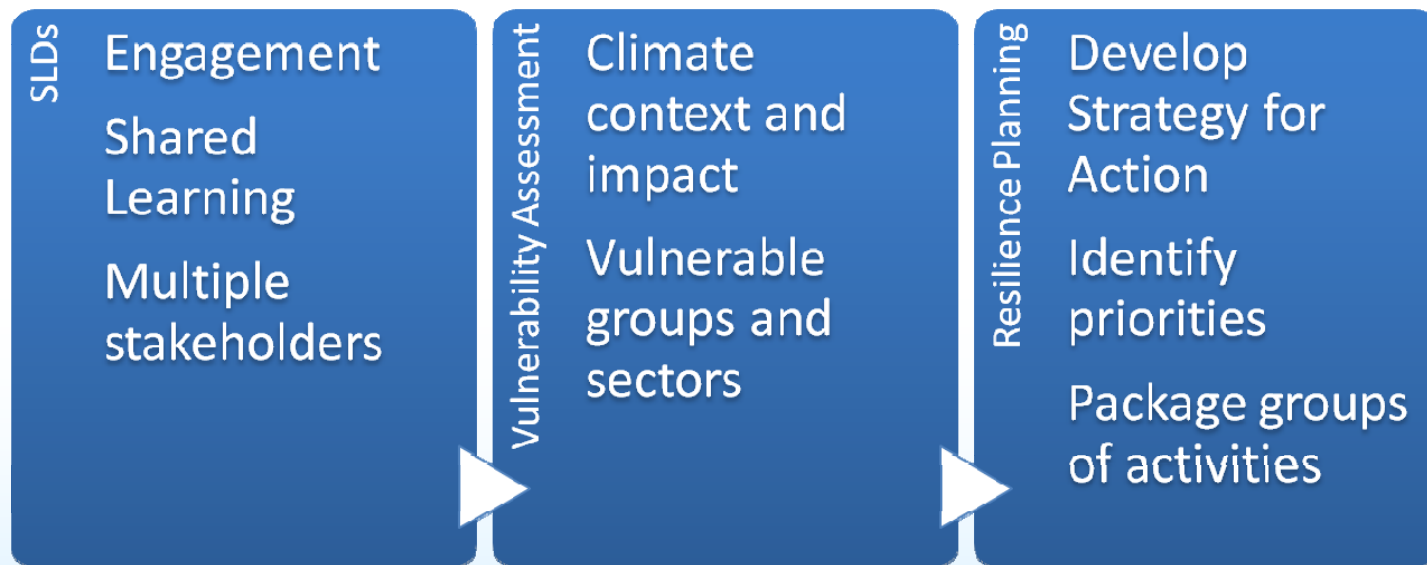 SLDs
Engagement
Shared
Learning
Multiple
stakeholders
Vulnerability Assessment
Climate
context and
impact
Vulnerable
groups and
sectors
Resilience Planning
Develop
Strategy for
Action
Identify
priorities
Package groups
of activities